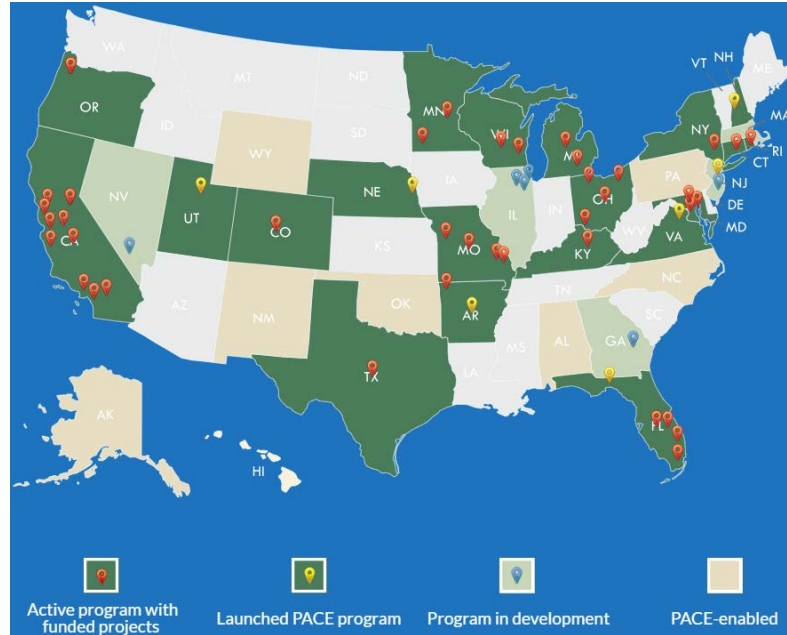 WA
MT
ND
VT
NH
ME
OR
ID
SD
MN
WI
MI
NY
MA
WY
RI
CT
NV
NE
IA
PA
NJ
UT
IL
IN
OH
DE
CO
MD
CA
KS
MO
WV
VA
KY
AZ
NM
OK
AR
TN
NC
SC
MS
AL
GA
TX
LA
AK
FL
HI
Active program with
funded projects
Launched PACE program
Program in development
PACE-enabled